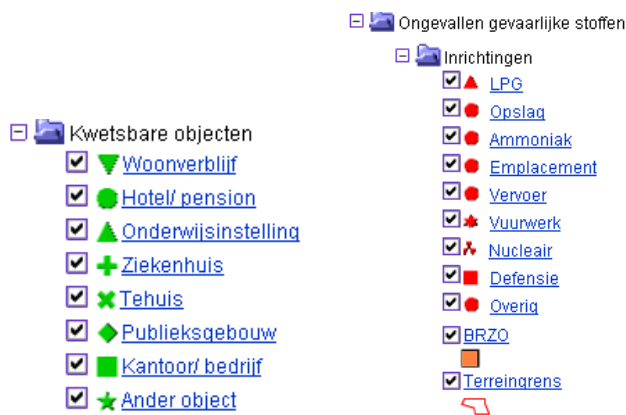 Kwetsbare objecten
Woonverblijf
Hotel/ pension
Onderwijsinstelling
Ziekenhuis
Tehuis
Publieksgebouw
Kantoor/ bedrijf
Ander object
Ongevallen gevaarlijke stoffen
Inrichtingen
LPG
Opslag
Ammoniak
Emplacement
Vervoer
Vuurwerk
Nucleair
Defensie
Overig
BRZO
Terreingrens